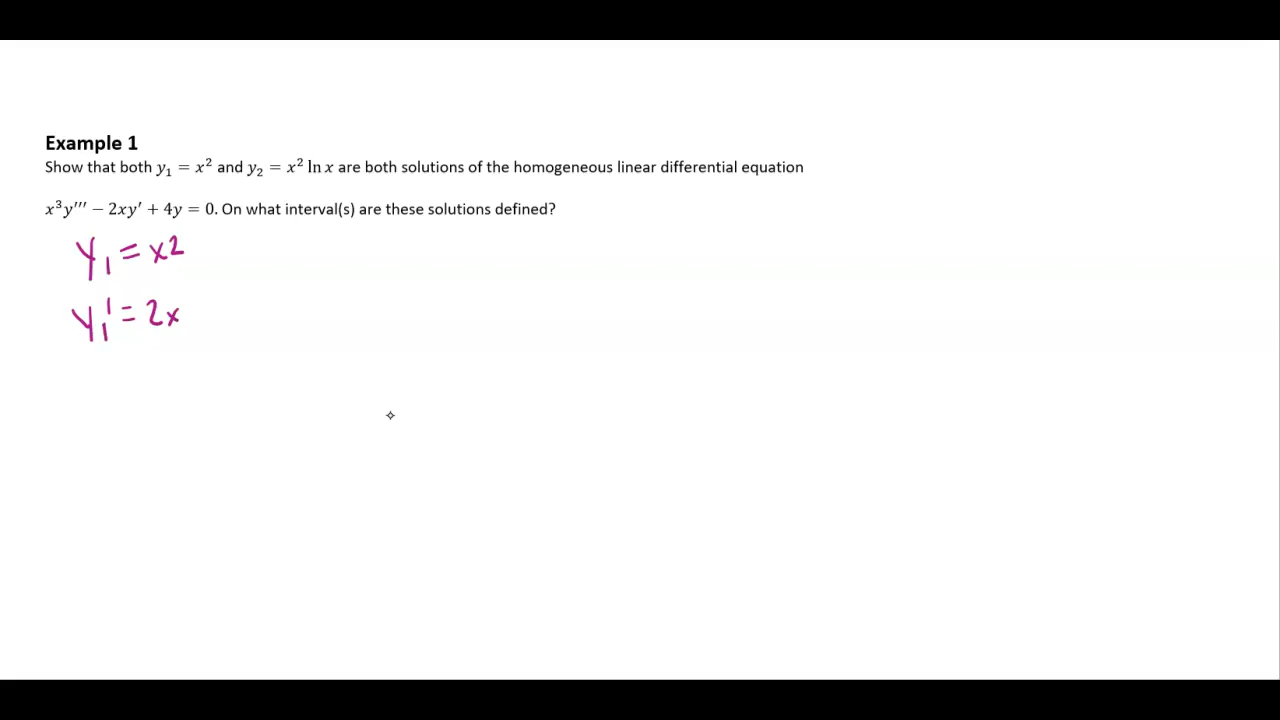 Example 1
Show that both y₁ = x² and y₂ = x² ln x are both solutions of the homogeneous linear differential equation
x³y′′′ − 2xy′ + 4y = 0. On what interval(s) are these solutions defined?
y₁ = x²
y₁' = 2x